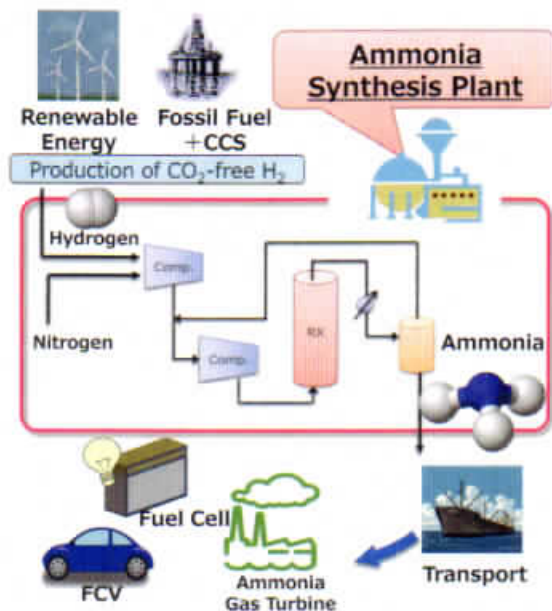 Ammonia
Synthesis Plant
Renewable
Energy
Fossil Fuel
+CCS
Production of CO₂-free H₂
Hydrogen
Comp.
Nitrogen
Comp.
RX
Ammonia
Fuel Cell
FCV
Ammonia
Gas Turbine
Transport